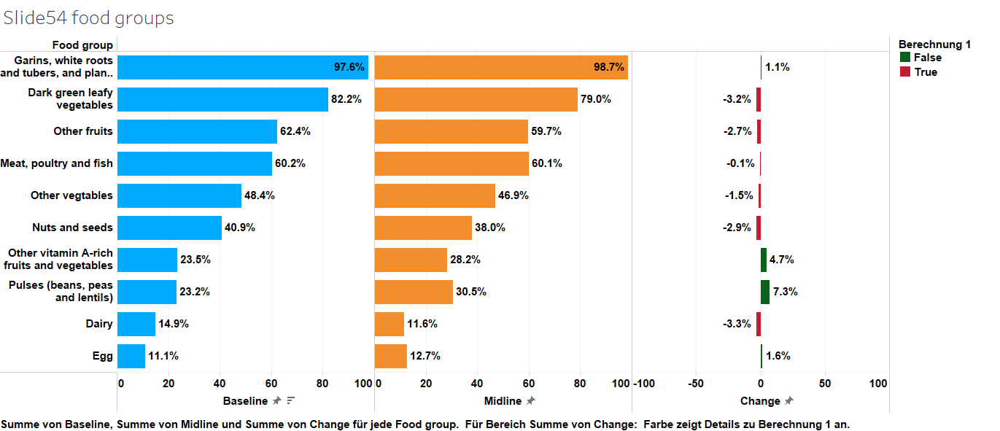 Slide54 food groups
Food group
Berechnung 1
False
True
Garins, white roots
and tubers, and plan..
97.6%
98.7%
1.1%
Dark green leafy
vegetables
82.2%
79.0%
-3.2%
Other fruits
62.4%
59.7%
-2.7%
Meat, poultry and fish
60.2%
60.1%
-0.1%
Other vegtables
48.4%
46.9%
-1.5%
Nuts and seeds
40.9%
38.0%
-2.9%
Other vitamin A-rich
fruits and vegetables
23.5%
28.2%
4.7%
Pulses (beans, peas
and lentils)
23.2%
30.5%
7.3%
Dairy
14.9%
11.6%
-3.3%
Egg
11.1%
12.7%
1.6%
0 20 40 60 80 100
0 20 40 60 80 100
-100 -50 0 50 100
Baseline
Midline
Change
Summe von Baseline, Summe von Midline und Summe von Change für jede Food group.  Für Bereich Summe von Change:  Farbe zeigt Details zu Berechnung 1 an.